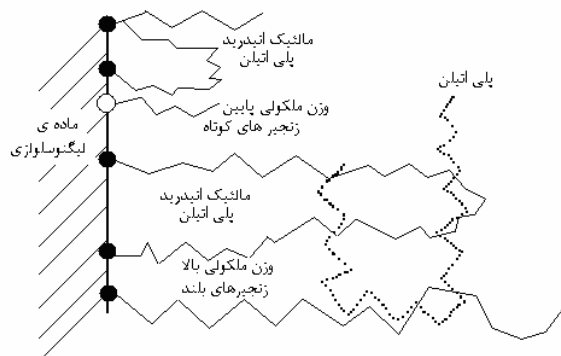 مالئیک انیدرید
پلی اتیلن
پلی اتیلن
وزن ملکولی پایین
زنجیر های کوتاه
ماده ی
لیگنوسلولزی
مالئیک انیدرید
پلی اتیلن
وزن ملکولی بالا
زنجیرهای بلند